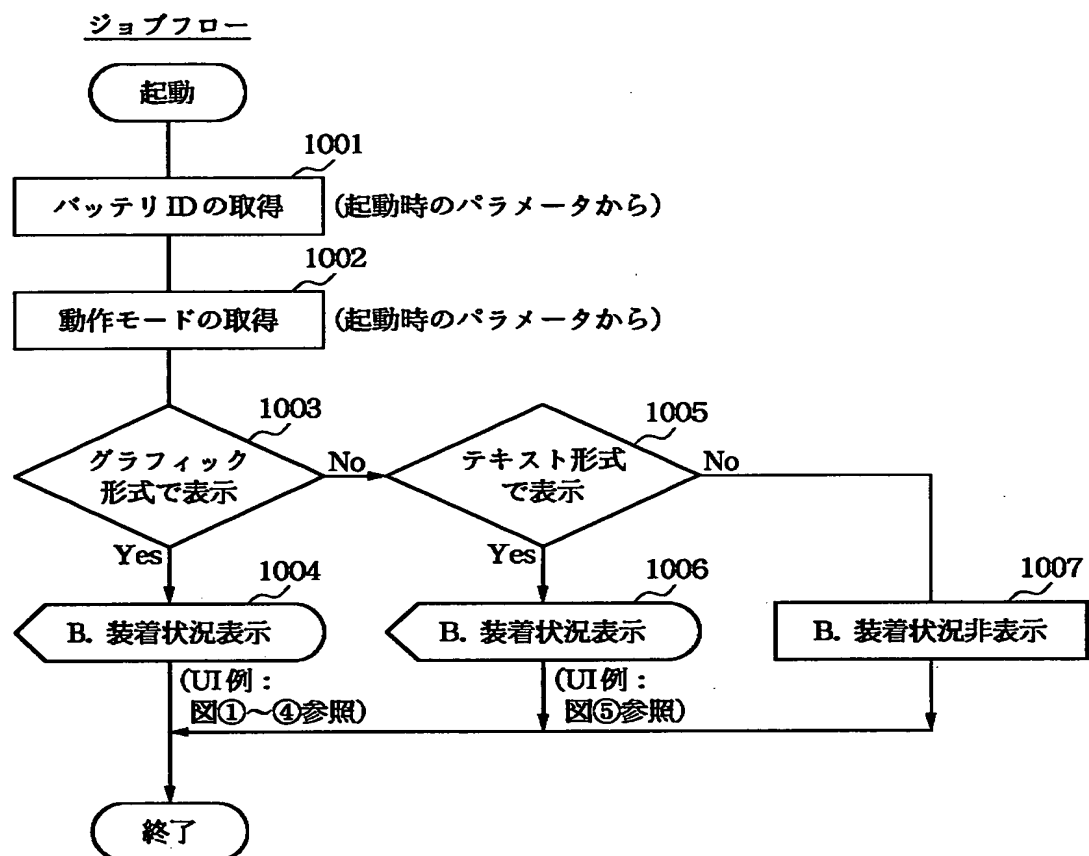 ジョブフロー
起動
1001
バッテリIDの取得 (起動時のパラメータから)
1002
動作モードの取得 (起動時のパラメータから)
1003
グラフィック
形式で表示
No
Yes
1005
テキスト形式
で表示
No
Yes
1004
B. 装着状況表示
(UI例:
図①~④参照)
1006
B. 装着状況表示
(UI例:
図⑤参照)
1007
B. 装着状況非表示
終了